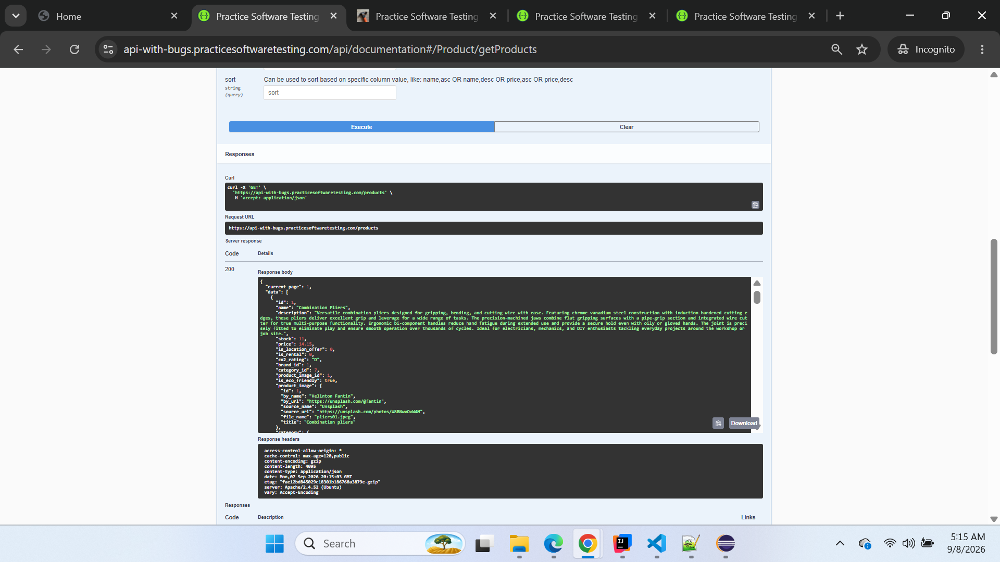 Home
Practice Software Testing
Practice Software Testing
Practice Software Testing
Practice Software Testing
api-with-bugs.practicesoftwaretesting.com/api/documentation#/Product/getProducts
Incognito
sort
Can be used to sort based on specific column value, like: name,asc OR name,desc OR price,asc OR price,desc
string
(query)
sort
Execute
Clear
Responses
Curl
curl -X 'GET' \
'https://api-with-bugs.practicesoftwaretesting.com/products' \
-H 'accept: application/json'
Request URL
https://api-with-bugs.practicesoftwaretesting.com/products
Server response
Code
Details
200
Response body
{
"current_page": 1,
"data": [
{
"id": 1,
"name": "Combination Pliers",
"description": "Versatile combination pliers designed for gripping, bending, and cutting wire with ease. Featuring chrome vanadium steel construction with induction-hardened cutting e
dges, these pliers deliver excellent grip and leverage for a wide range of tasks. The precision-machined jaws combine flat gripping surfaces with a pipe-grip section and integrated wire cut
ter for true multi-purpose functionality. Ergonomic bi-component handles reduce hand fatigue during extended use and provide a secure hold even with oily or gloved hands. The joint is preci
sely fitted to eliminate play and ensure smooth operation over thousands of cycles. Ideal for electricians, mechanics, and DIY enthusiasts tackling everyday projects around the workshop or
job site.",
"stock": 11,
"price": 14.15,
"is_location_offer": 0,
"is_rental": 0,
"co2_rating": "D",
"brand_id": 1,
"category_id": 7,
"product_image_id": 1,
"is_eco_friendly": true,
"product_image": {
"id": 1,
"by_name": "Helinton Fantin",
"by_url": "https://unsplash.com/@fantin",
"source_name": "Unsplash",
"source_url": "https://unsplash.com/photos/W8BNwvOvW4M",
"file_name": "pliers01.jpeg",
"title": "Combination pliers"
},
"category": {
Download
Response headers
access-control-allow-origin: *
cache-control: max-age=120,public
content-encoding: gzip
content-length: 4095
content-type: application/json
date: Mon,07 Sep 2026 20:15:03 GMT
etag: "fae12bd845029c18301b186768a3879e-gzip"
server: Apache/2.4.52 (Ubuntu)
vary: Accept-Encoding
Responses
Code
Description
Links
Search
5:15 AM
9/8/2026